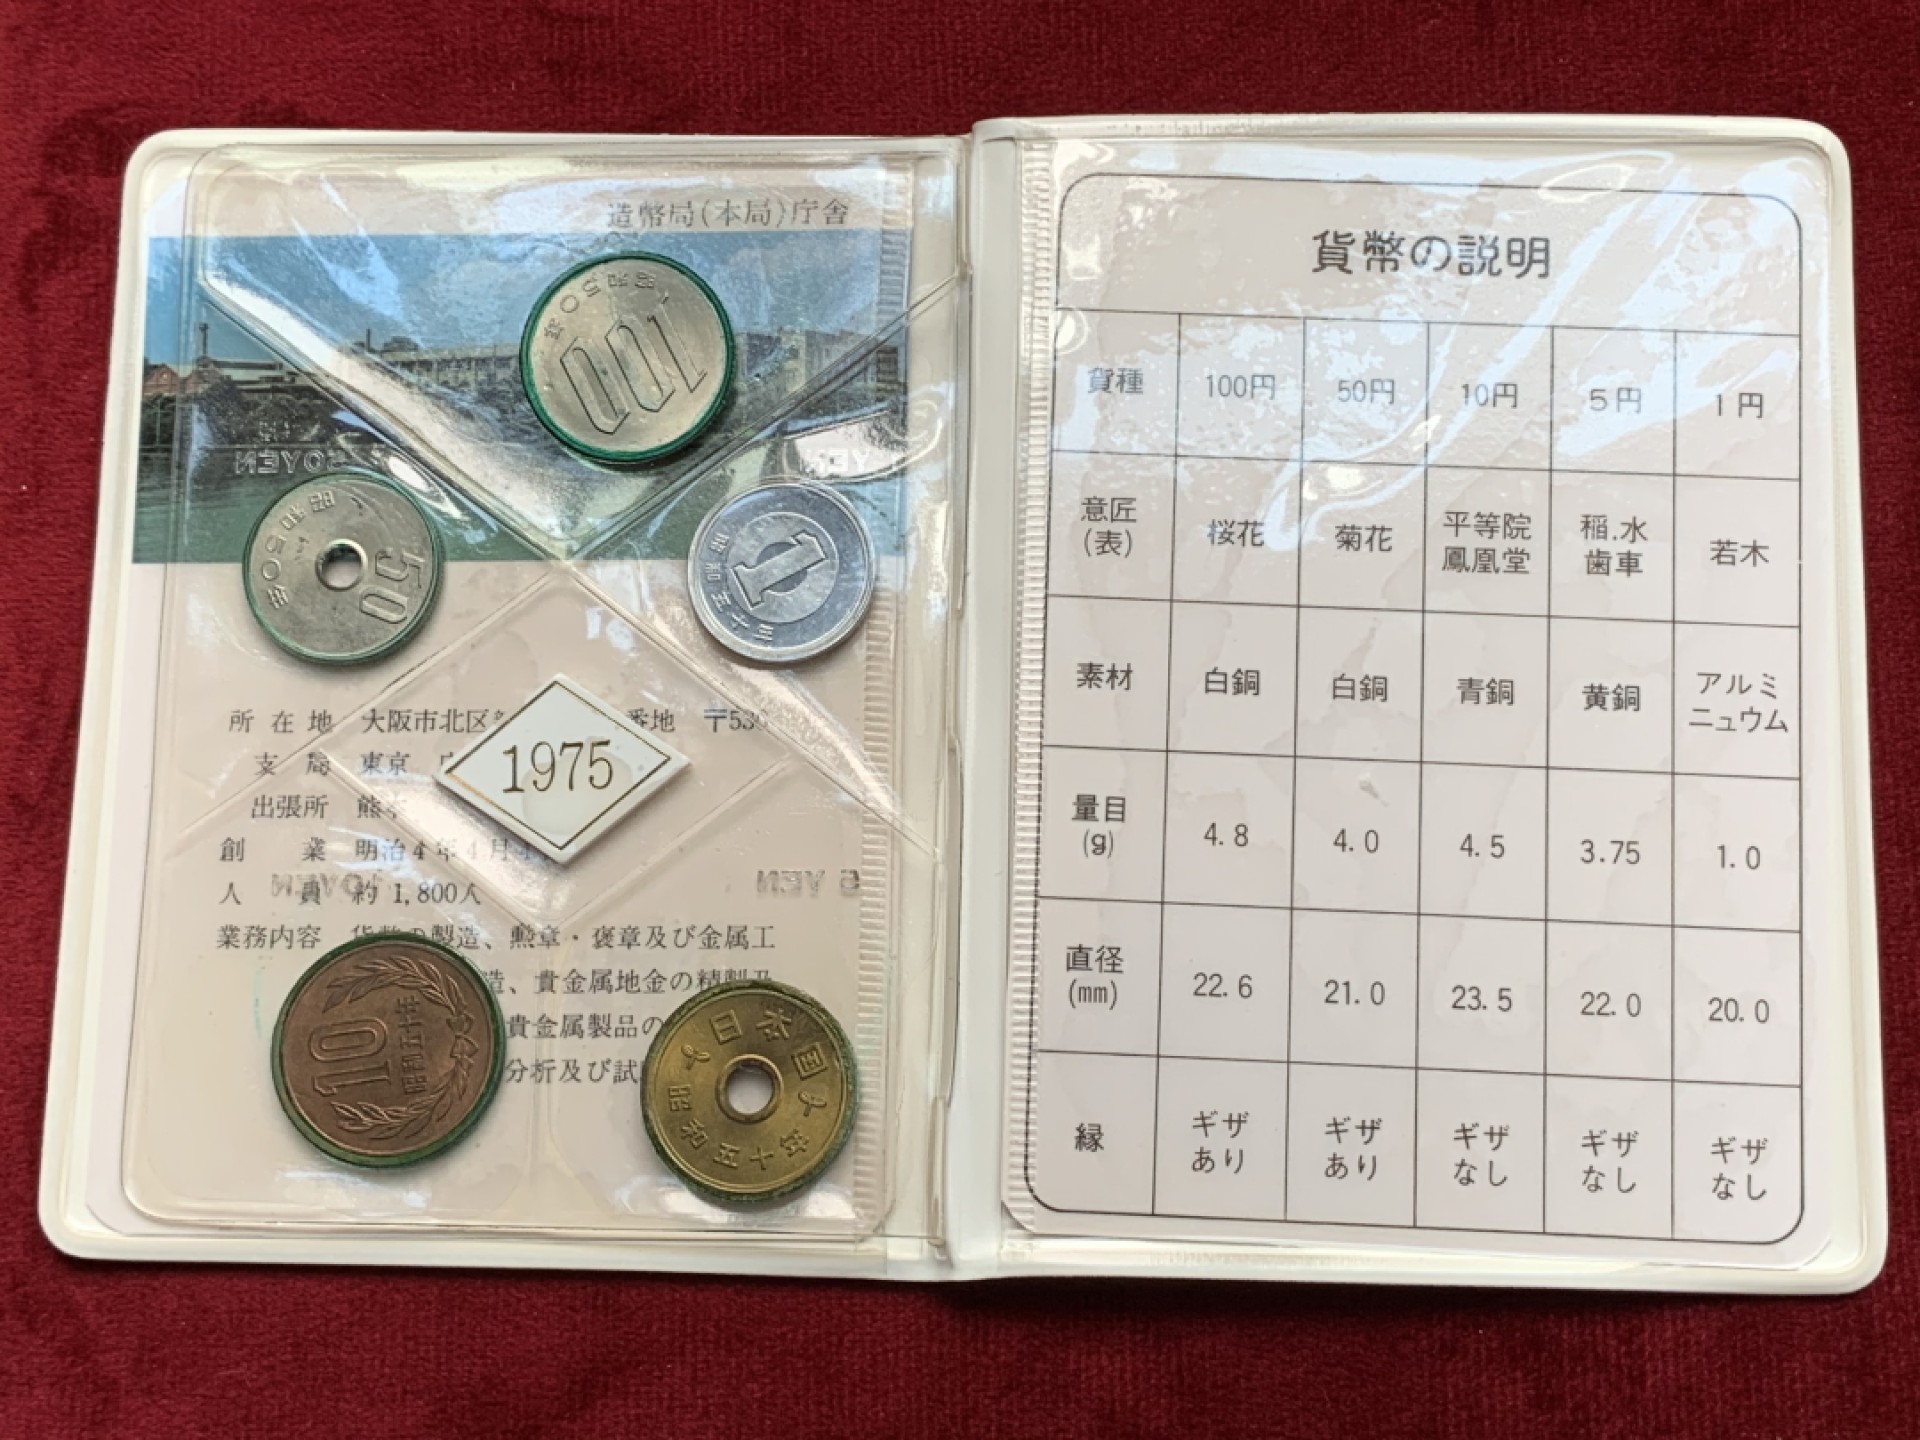 造幣局(本局)庁舎
昭和50年
100
50YEN
YEN
昭和50年
50
1
昭和五十年
所在地 大阪市北区 番地 〒530
1975
支局 東京
出張所 熊本
創業 明治4年4月
人員 約1,800人
10YEN
5 YEN
業務内容 貨幣の製造、勲章・褒章及び金属工
造、貴金属地金の精製及
貴金属製品の
分析及び試
10
昭和五十年
日本国
昭和五十年
貨幣の説明
貨種 100円 50円 10円 5円 1円
意匠(表) 桜花 菊花 平等院鳳凰堂 稲.水歯車 若木
素材 白銅 白銅 青銅 黄銅 アルミニュウム
量目(g) 4.8 4.0 4.5 3.75 1.0
直径(mm) 22.6 21.0 23.5 22.0 20.0
縁 ギザあり ギザあり ギザなし ギザなし ギザなし